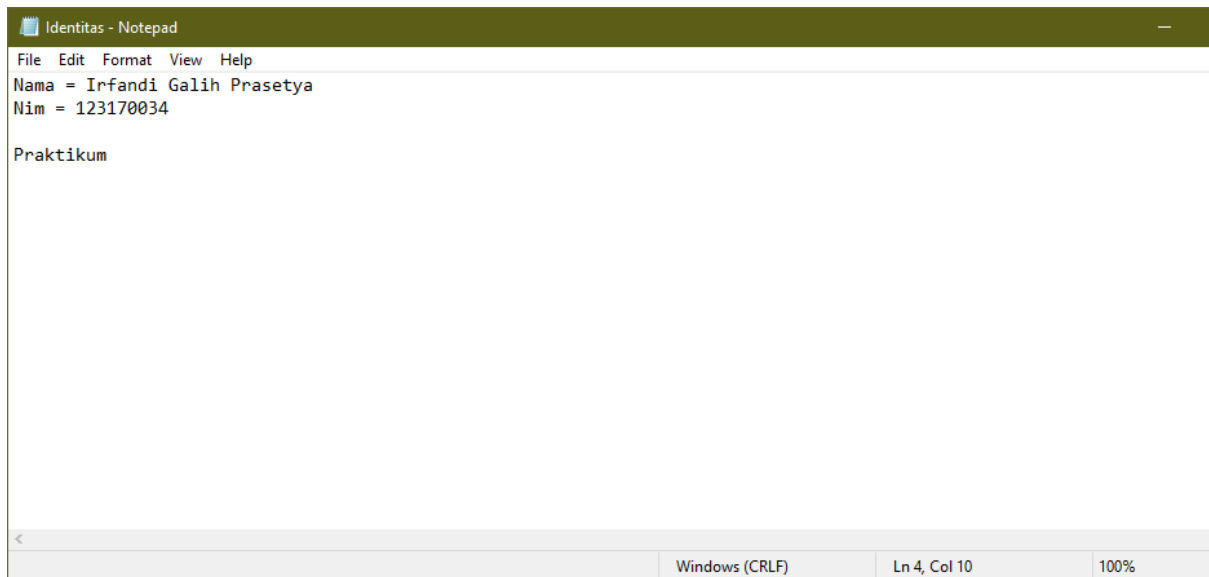 Identitas - Notepad
File Edit Format View Help
Nama = Irfandi Galih Prasetya
Nim = 123170034
Praktikum
Windows (CRLF) Ln 4, Col 10 100%